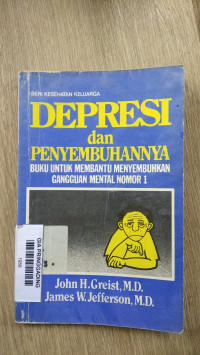 SERI KESEHATAN KELUARGA
DEPRESI
dan
PENYEMBUHANNYA
BUKU UNTUK MEMBANTU MENYEMBUHKAN
GANGGUAN MENTAL NOMOR 1
John H. Greist, M.D.
James W. Jefferson, M.D.